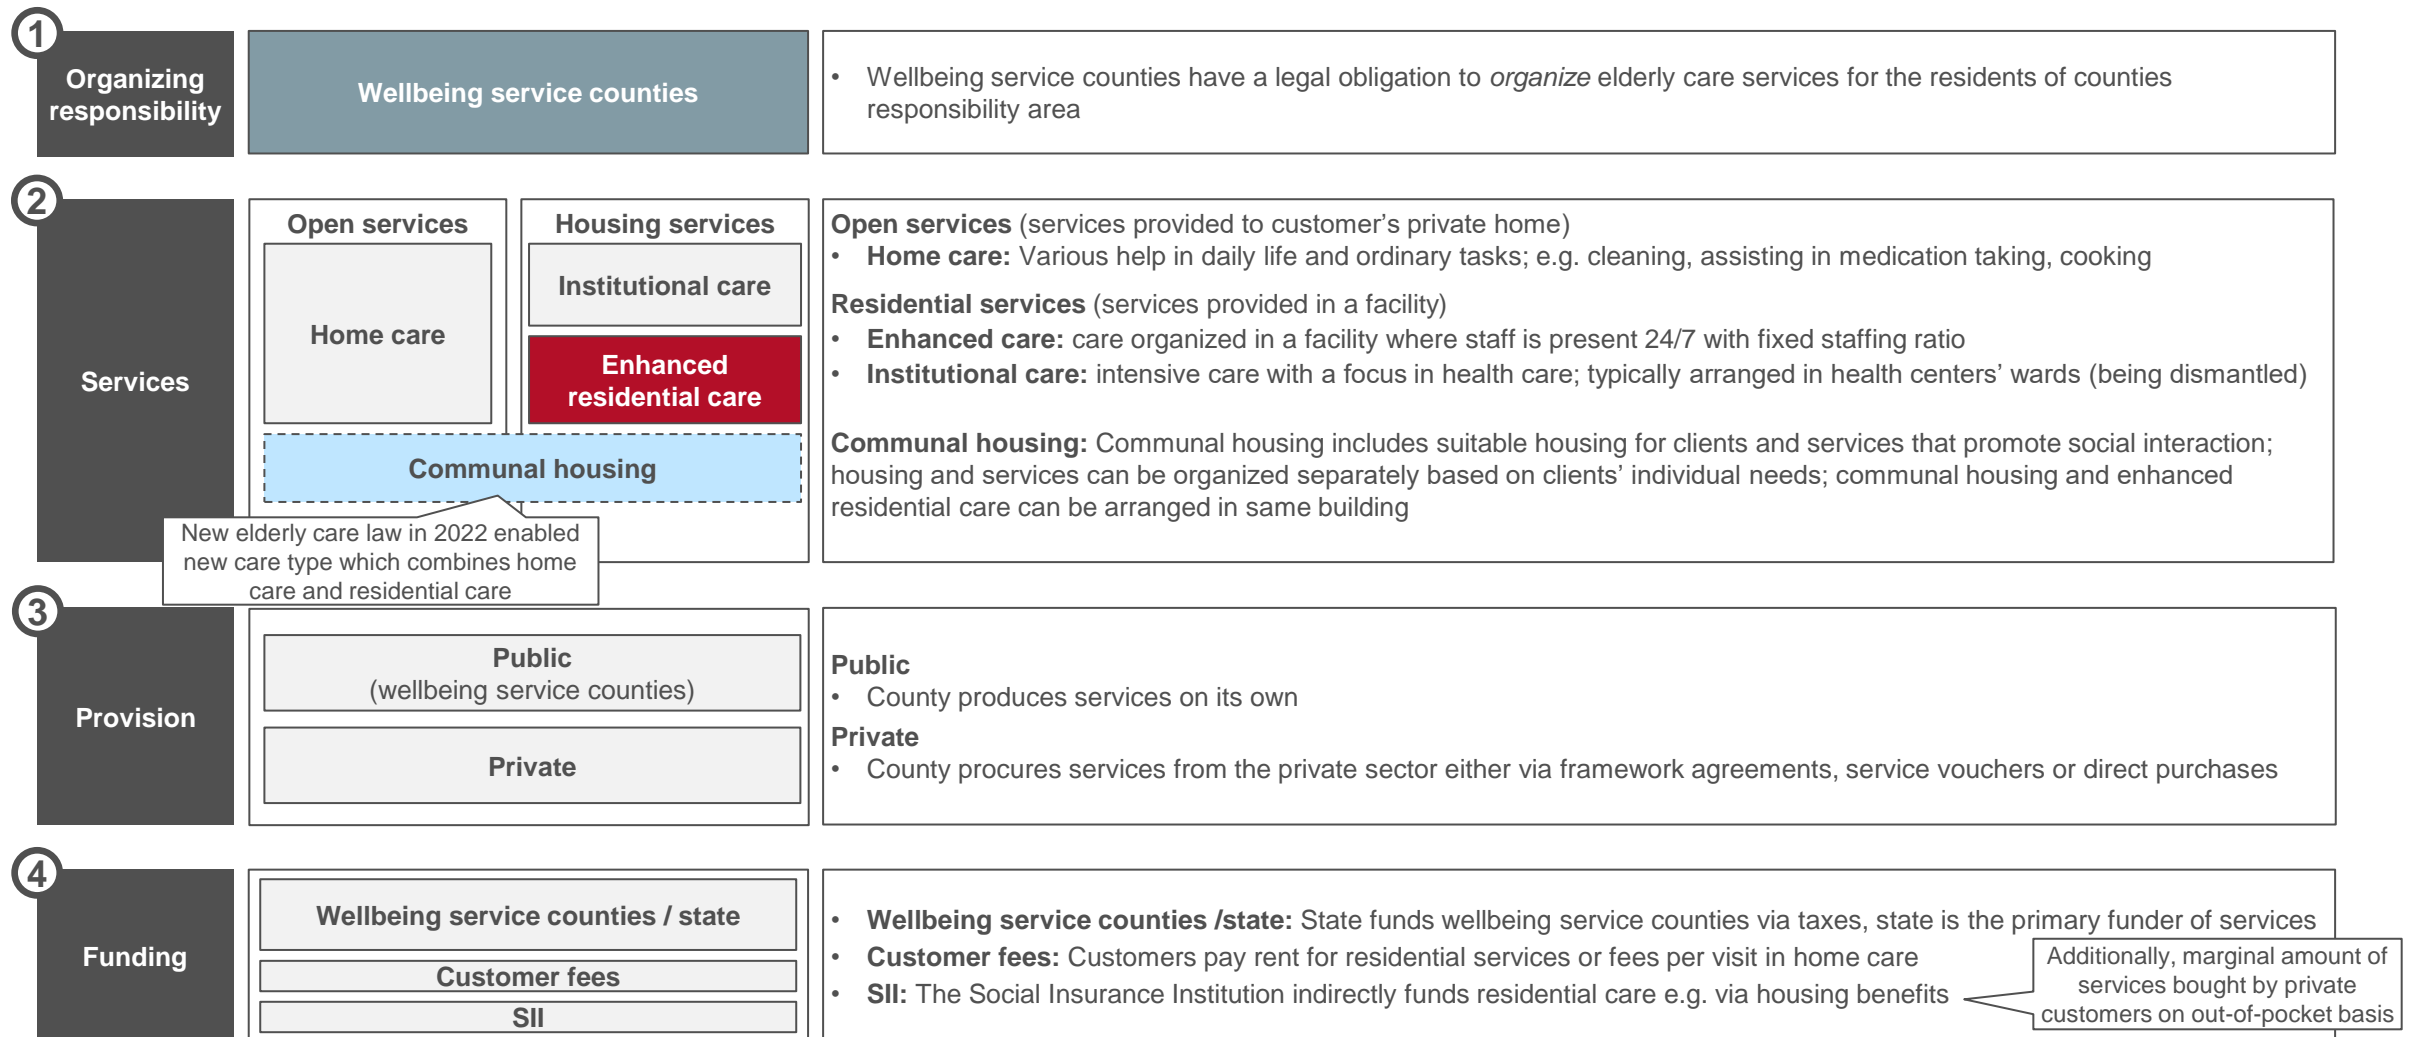 1
Organizing
responsibility
Wellbeing service counties
• Wellbeing service counties have a legal obligation to organize elderly care services for the residents of counties
responsibility area
2
Services
Open services
Home care
Housing services
Institutional care
Enhanced
residential care
Communal housing
New elderly care law in 2022 enabled
new care type which combines home
care and residential care
Open services (services provided to customer’s private home)
• Home care: Various help in daily life and ordinary tasks; e.g. cleaning, assisting in medication taking, cooking
Residential services (services provided in a facility)
• Enhanced care: care organized in a facility where staff is present 24/7 with fixed staffing ratio
• Institutional care: intensive care with a focus in health care; typically arranged in health centers’ wards (being dismantled)
Communal housing: Communal housing includes suitable housing for clients and services that promote social interaction;
housing and services can be organized separately based on clients’ individual needs; communal housing and enhanced
residential care can be arranged in same building
3
Provision
Public
(wellbeing service counties)
Private
Public
• County produces services on its own
Private
• County procures services from the private sector either via framework agreements, service vouchers or direct purchases
4
Funding
Wellbeing service counties / state
Customer fees
SII
• Wellbeing service counties /state: State funds wellbeing service counties via taxes, state is the primary funder of services
• Customer fees: Customers pay rent for residential services or fees per visit in home care
• SII: The Social Insurance Institution indirectly funds residential care e.g. via housing benefits
Additionally, marginal amount of
services bought by private
customers on out-of-pocket basis